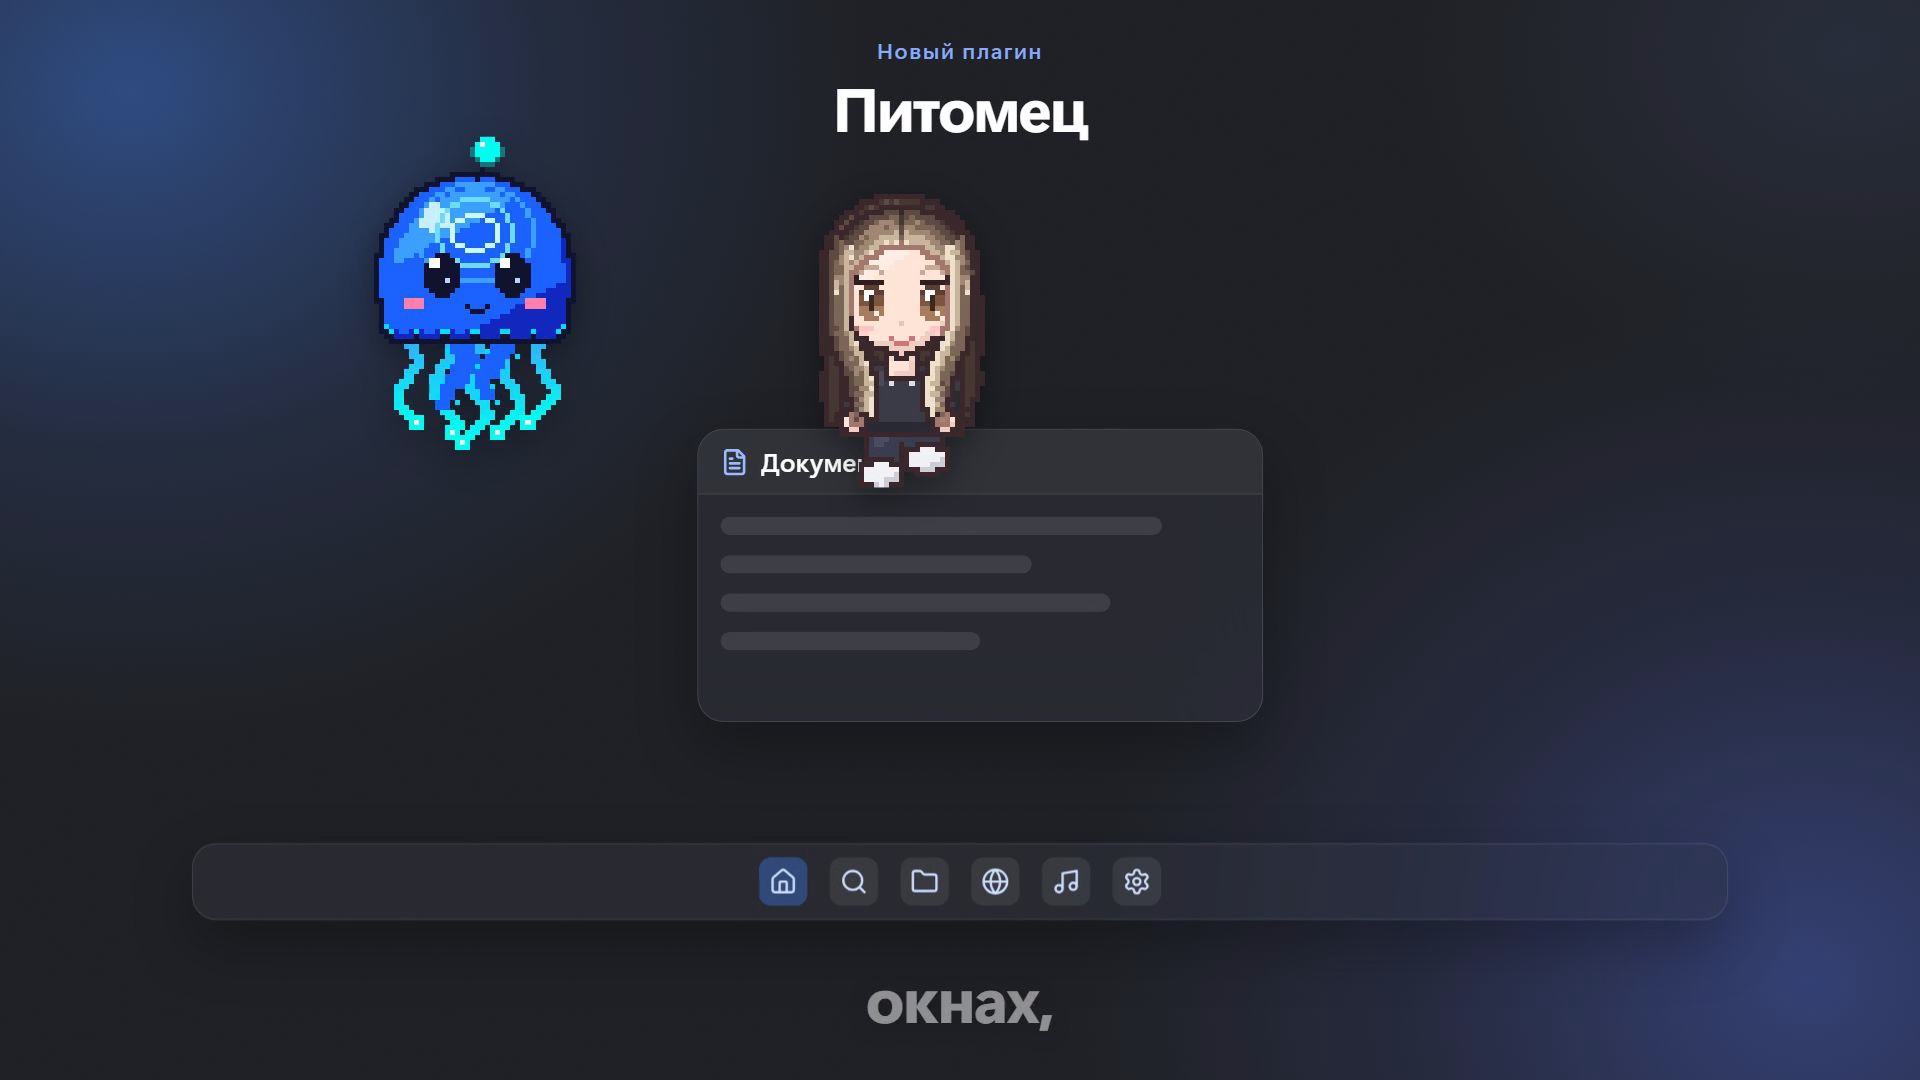 Новый плагин
Питомец
окнах,